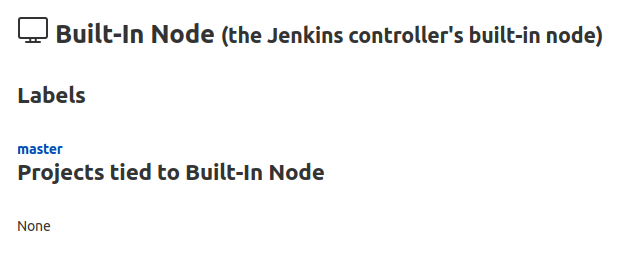 Built-In Node (the Jenkins controller's built-in node)
Labels
master
Projects tied to Built-In Node
None